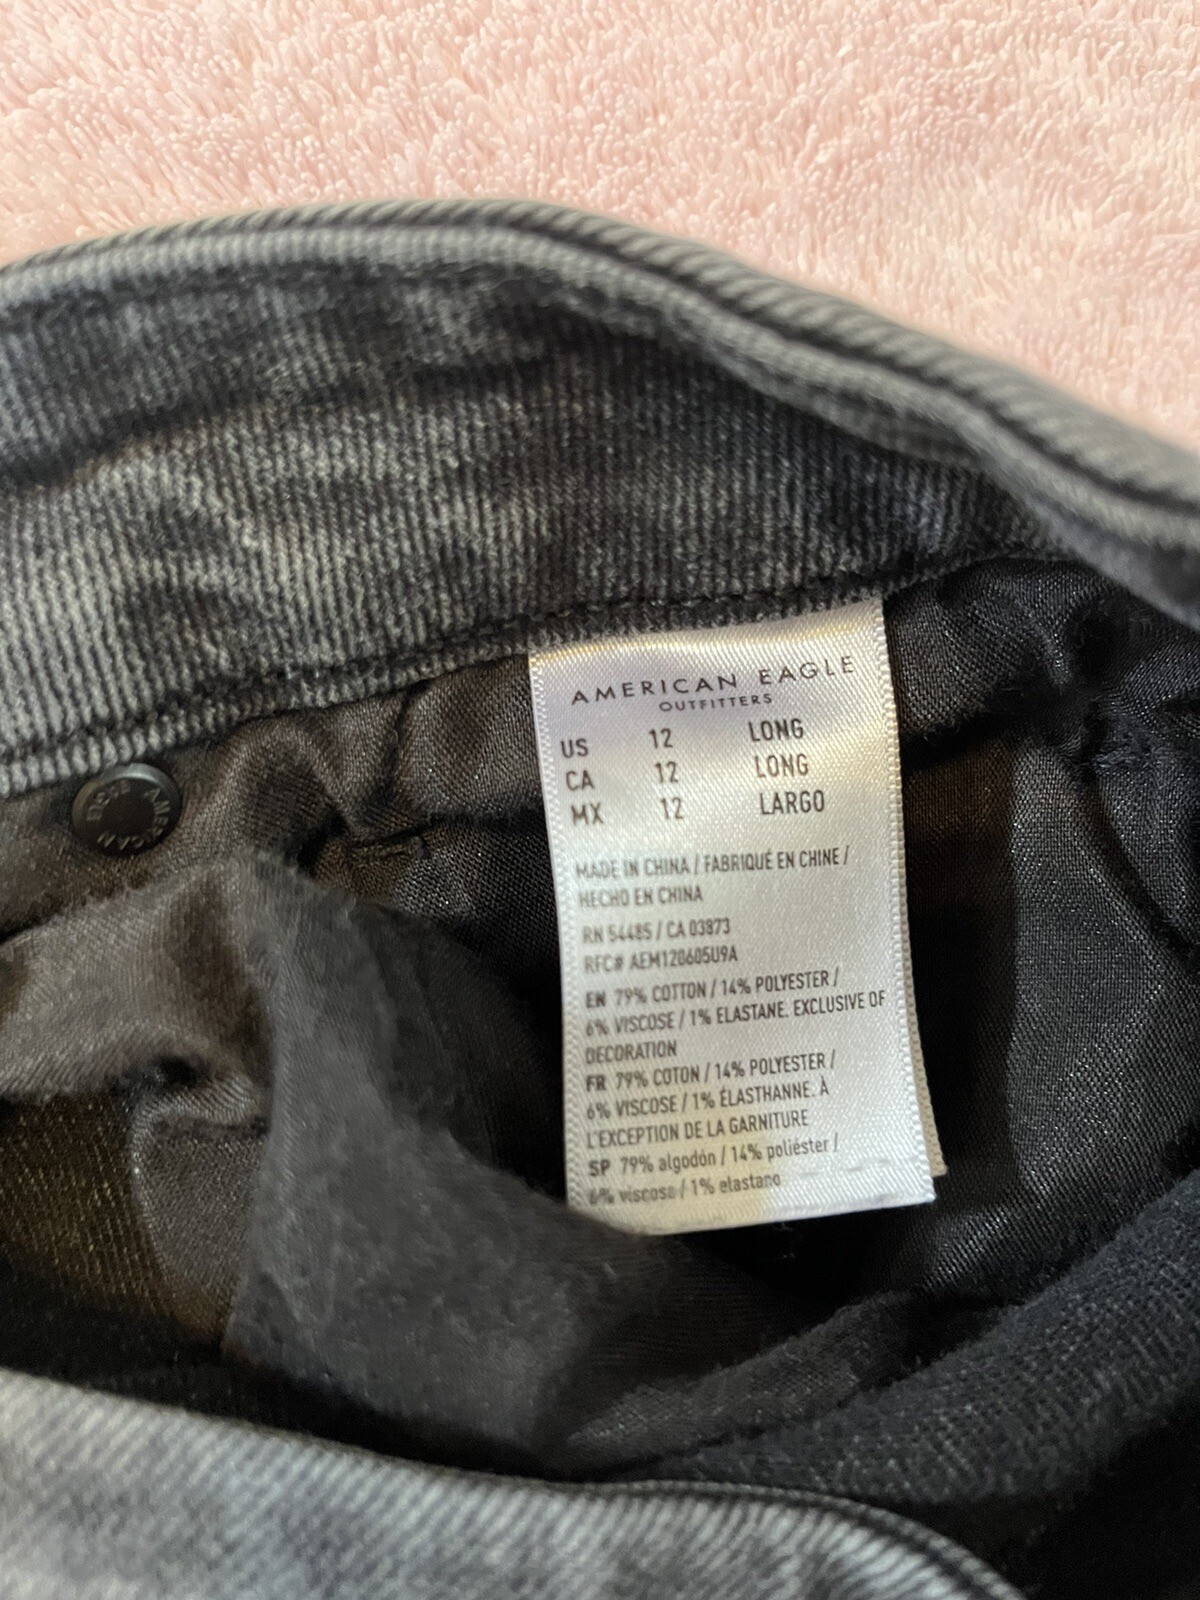 AMERICAN EAGLE
OUTFITTERS
US 12 LONG
CA 12 LONG
MX 12 LARGO
MADE IN CHINA / FABRIQUÉ EN CHINE /
HECHO EN CHINA
RN 54485 / CA 03873
RFC# AEM120605U9A
EN 79% COTTON / 14% POLYESTER /
6% VISCOSE / 1% ELASTANE. EXCLUSIVE OF
DECORATION
FR 79% COTON / 14% POLYESTER /
6% VISCOSE / 1% ÉLASTHANNE. À
L'EXCEPTION DE LA GARNITURE
SP 79% algodón / 14% poliéster /
6% viscosa / 1% elastano
AMERICAN